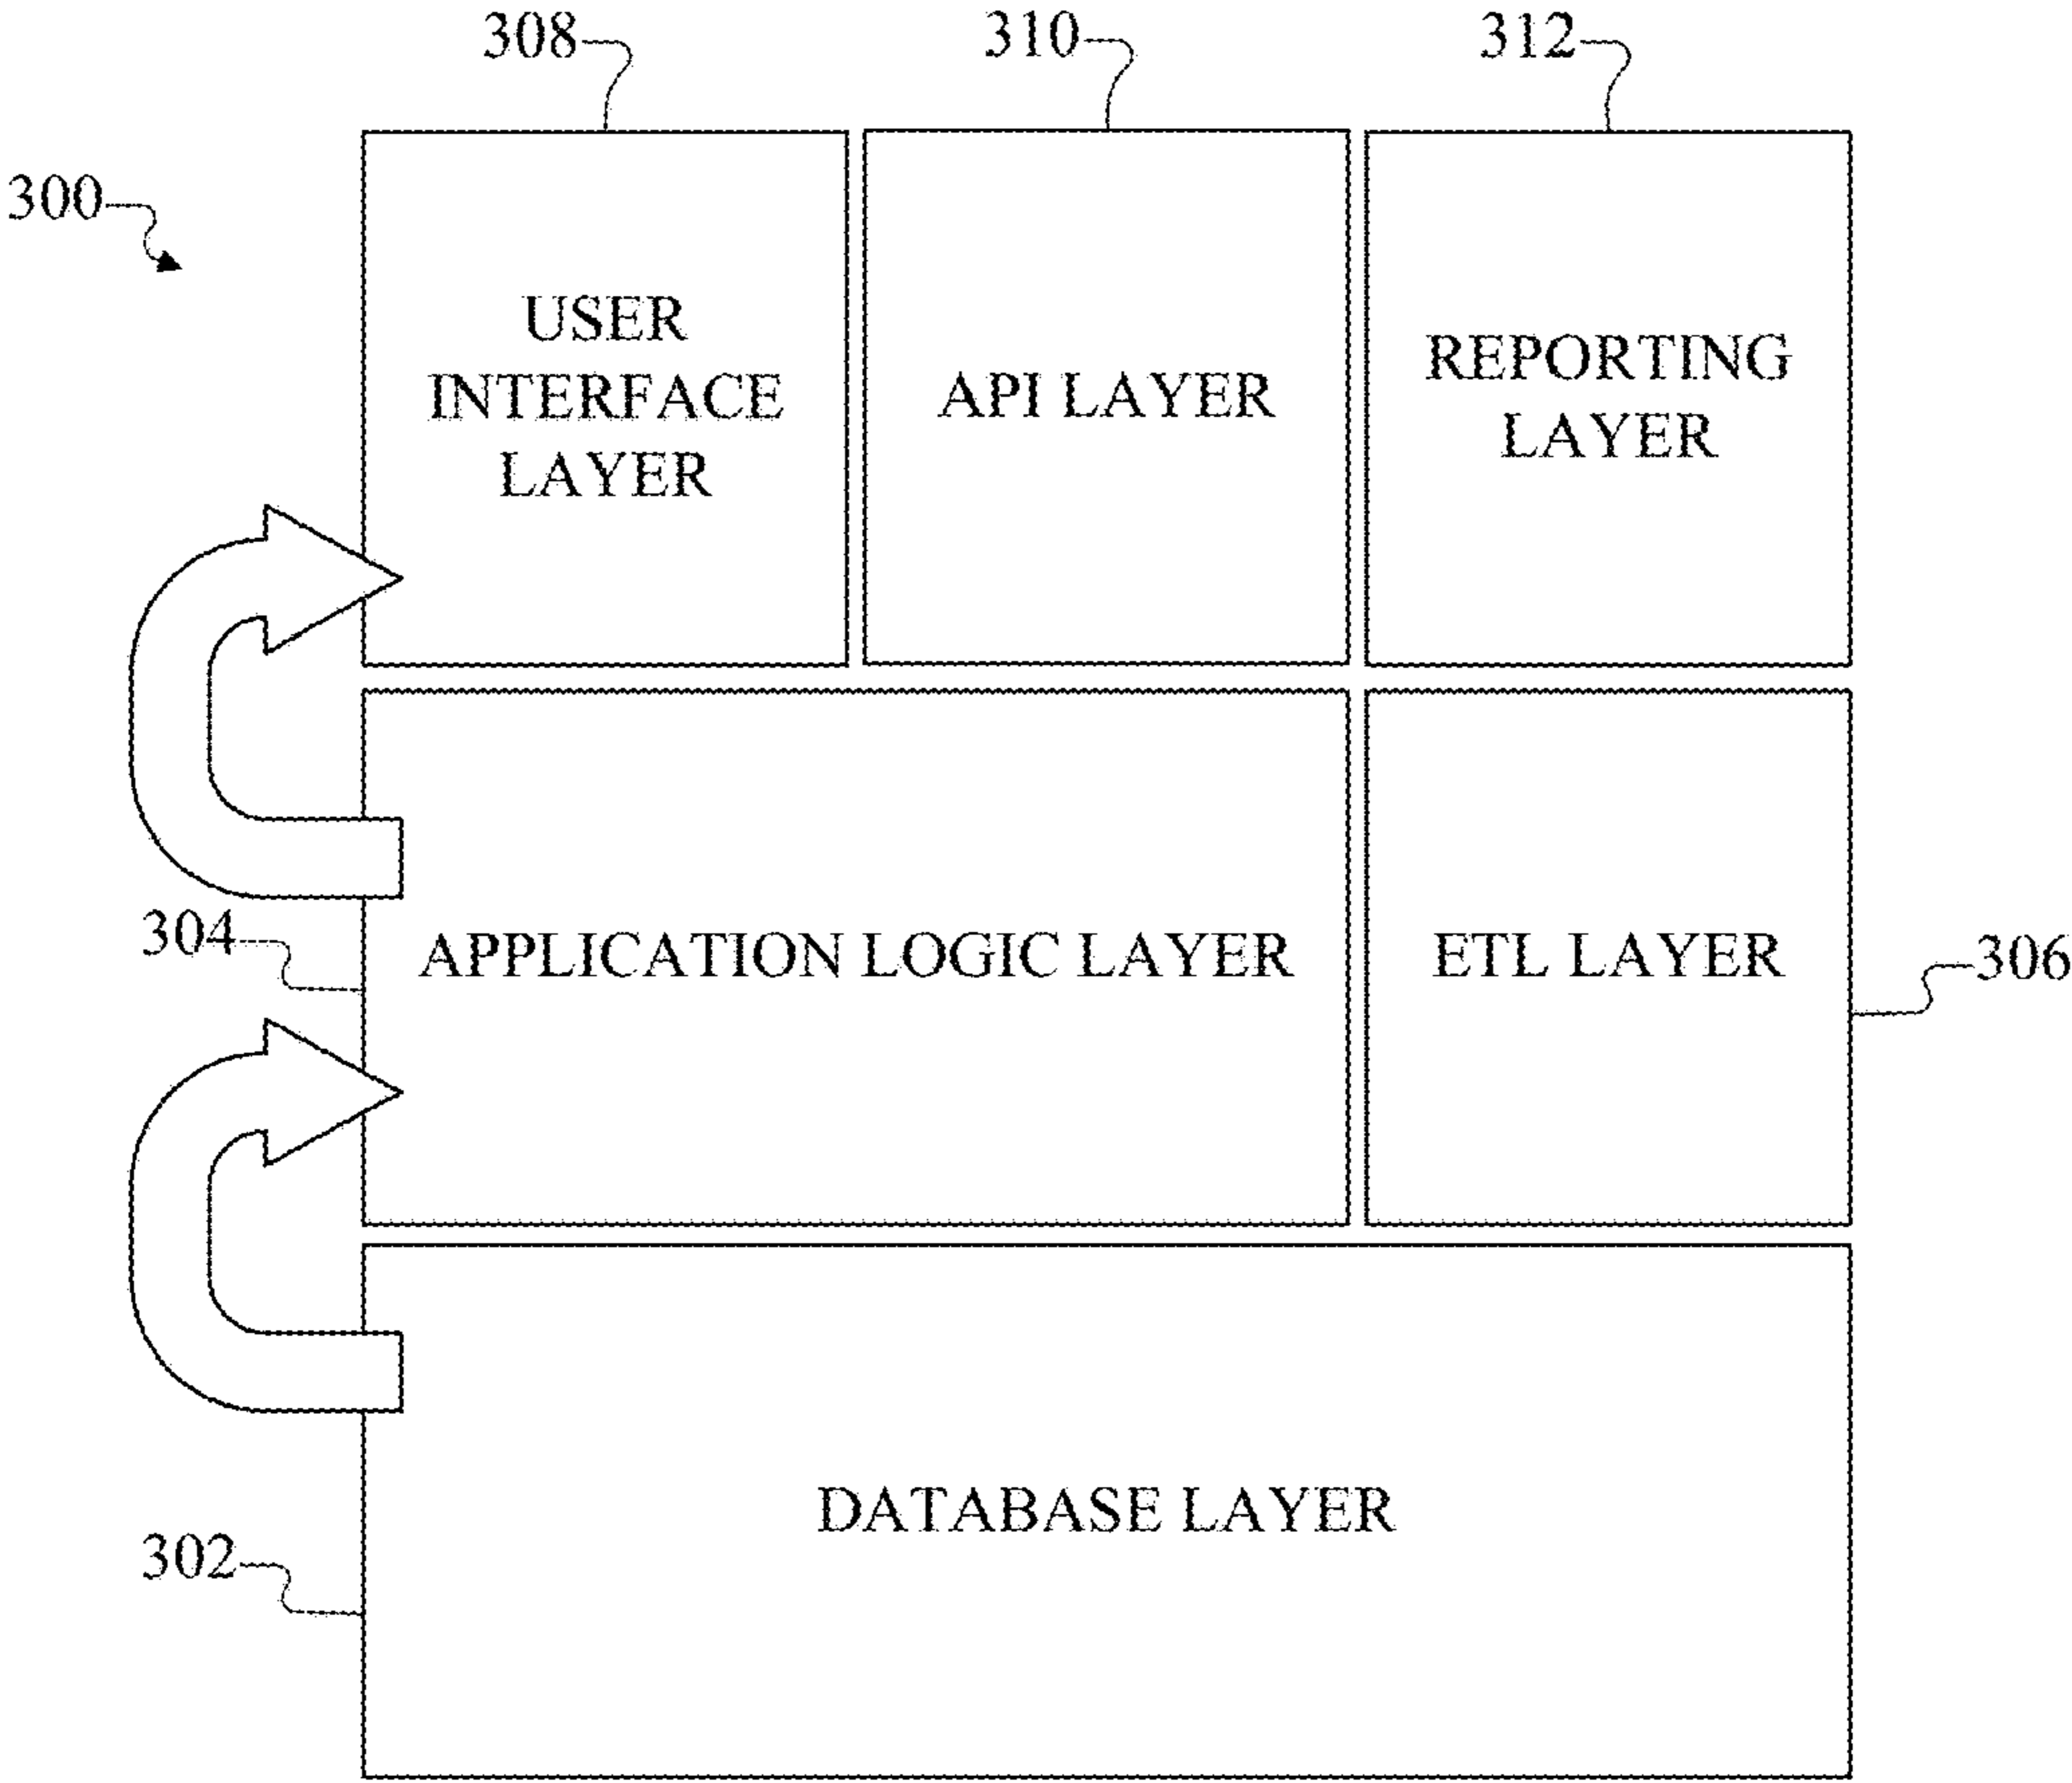 308
310
312
300
USER
INTERFACE
LAYER
API LAYER
REPORTING
LAYER
304
APPLICATION LOGIC LAYER
ETL LAYER
306
302
DATABASE LAYER